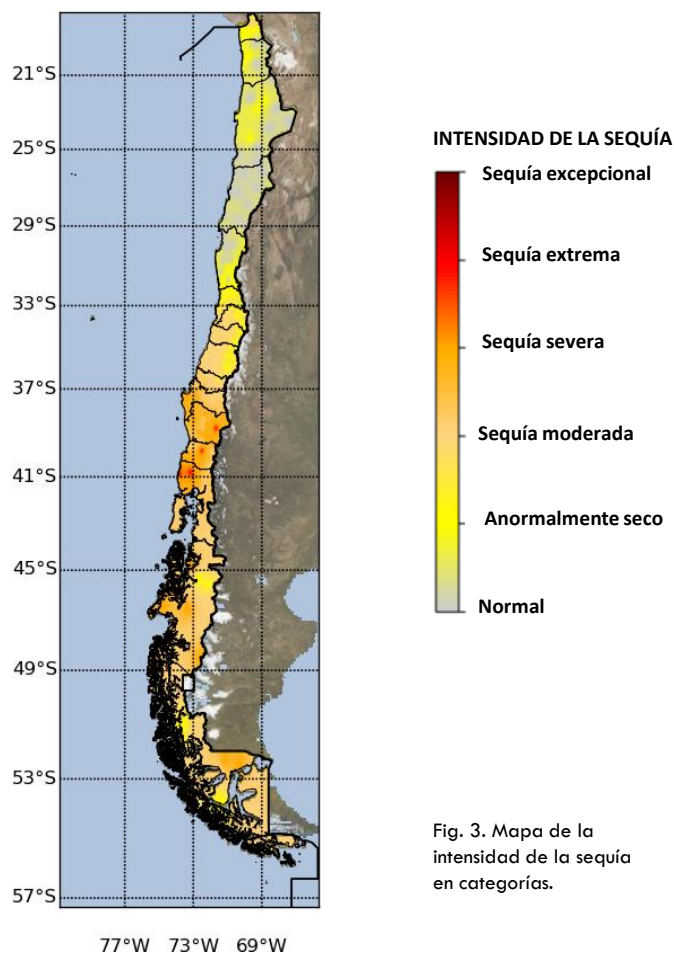 21°S
25°S
29°S
33°S
37°S
41°S
45°S
49°S
53°S
57°S
77°W 73°W 69°W
INTENSIDAD DE LA SEQUÍA
Sequía excepcional
Sequía extrema
Sequía severa
Sequía moderada
Anormalmente seco
Normal
Fig. 3. Mapa de la
intensidad de la sequía
en categorías.